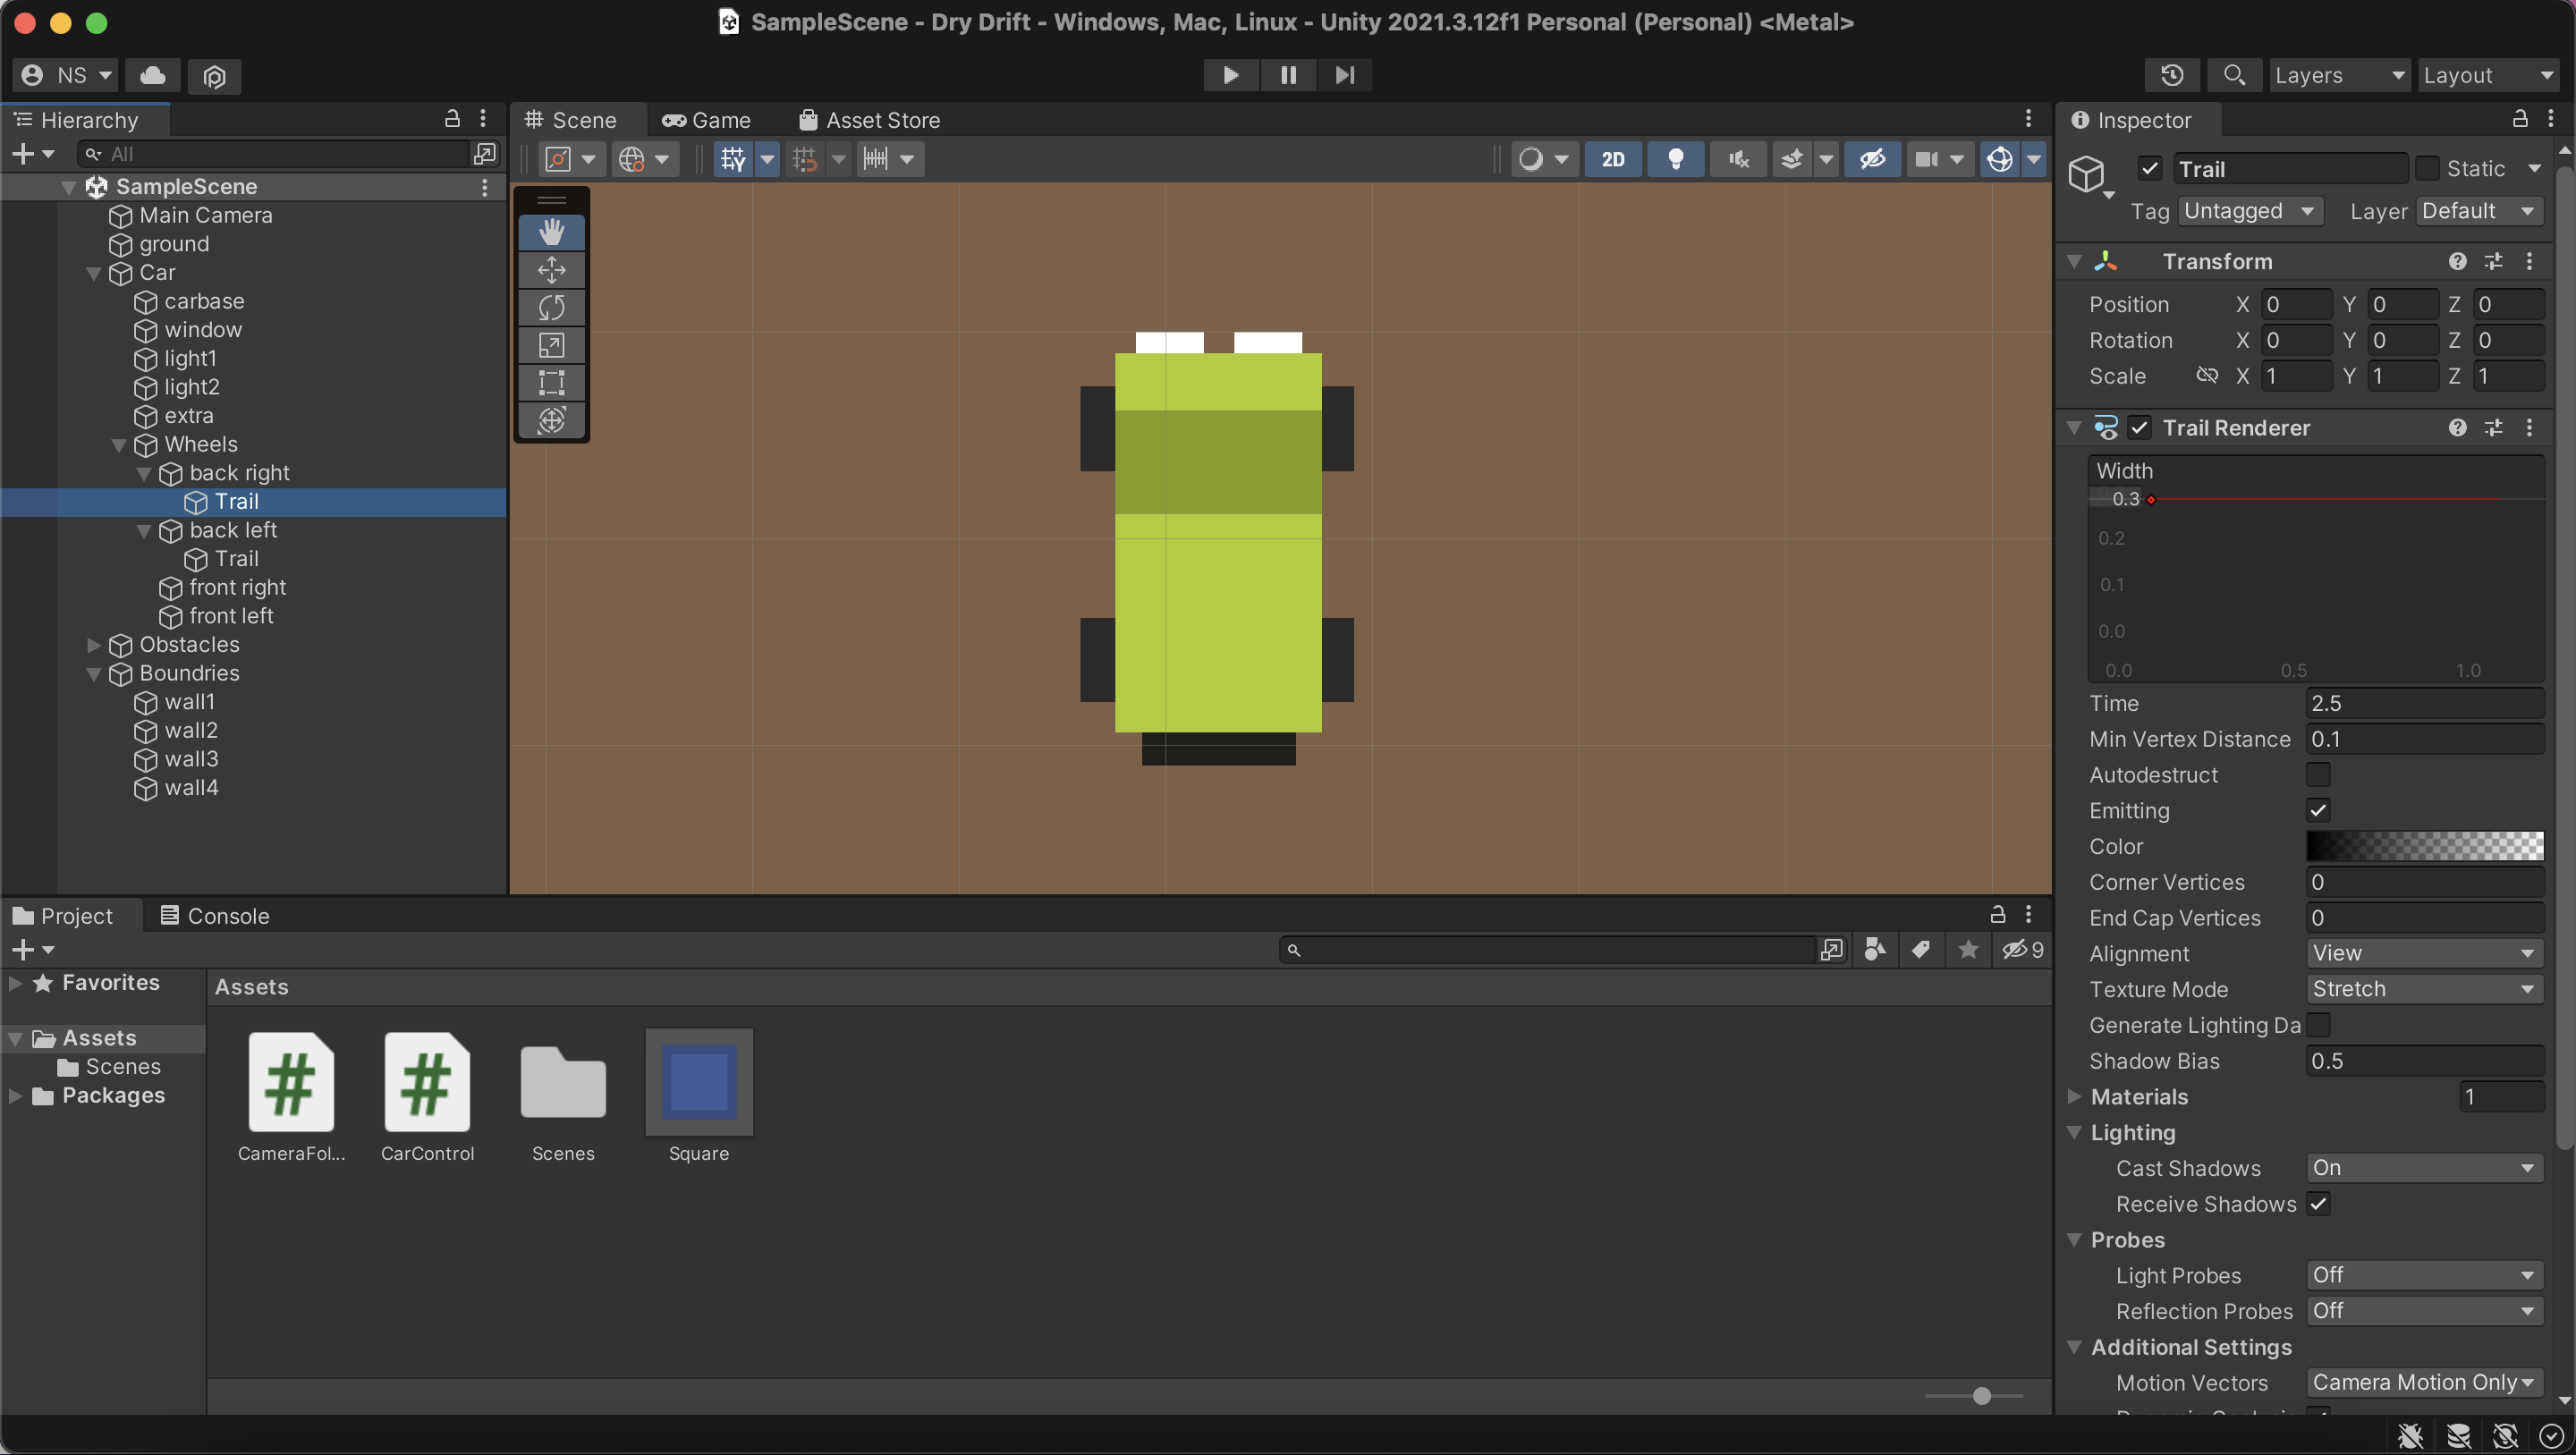 SampleScene - Dry Drift - Windows, Mac, Linux - Unity 2021.3.12f1 Personal (Personal) <Metal>
NS
Layers
Layout
Hierarchy
All
SampleScene
Main Camera
ground
Car
carbase
window
light1
light2
extra
Wheels
back right
Trail
back left
Trail
front right
front left
Obstacles
Boundries
wall1
wall2
wall3
wall4
Scene
Game
Asset Store
2D
Inspector
Trail
Static
Tag Untagged Layer Default
Transform
Position X 0 Y 0 Z 0
Rotation X 0 Y 0 Z 0
Scale X 1 Y 1 Z 1
Trail Renderer
Width
0.3
0.2
0.1
0.0
0.0 0.5 1.0
Time 2.5
Min Vertex Distance 0.1
Autodestruct
Emitting
Color
Corner Vertices 0
End Cap Vertices 0
Alignment View
Texture Mode Stretch
Generate Lighting Da
Shadow Bias 0.5
Materials 1
Lighting
Cast Shadows On
Receive Shadows
Probes
Light Probes Off
Reflection Probes Off
Additional Settings
Motion Vectors Camera Motion Only
Project
Console
9
Favorites
Assets
Scenes
Packages
Assets
CameraFol...
CarControl
Scenes
Square